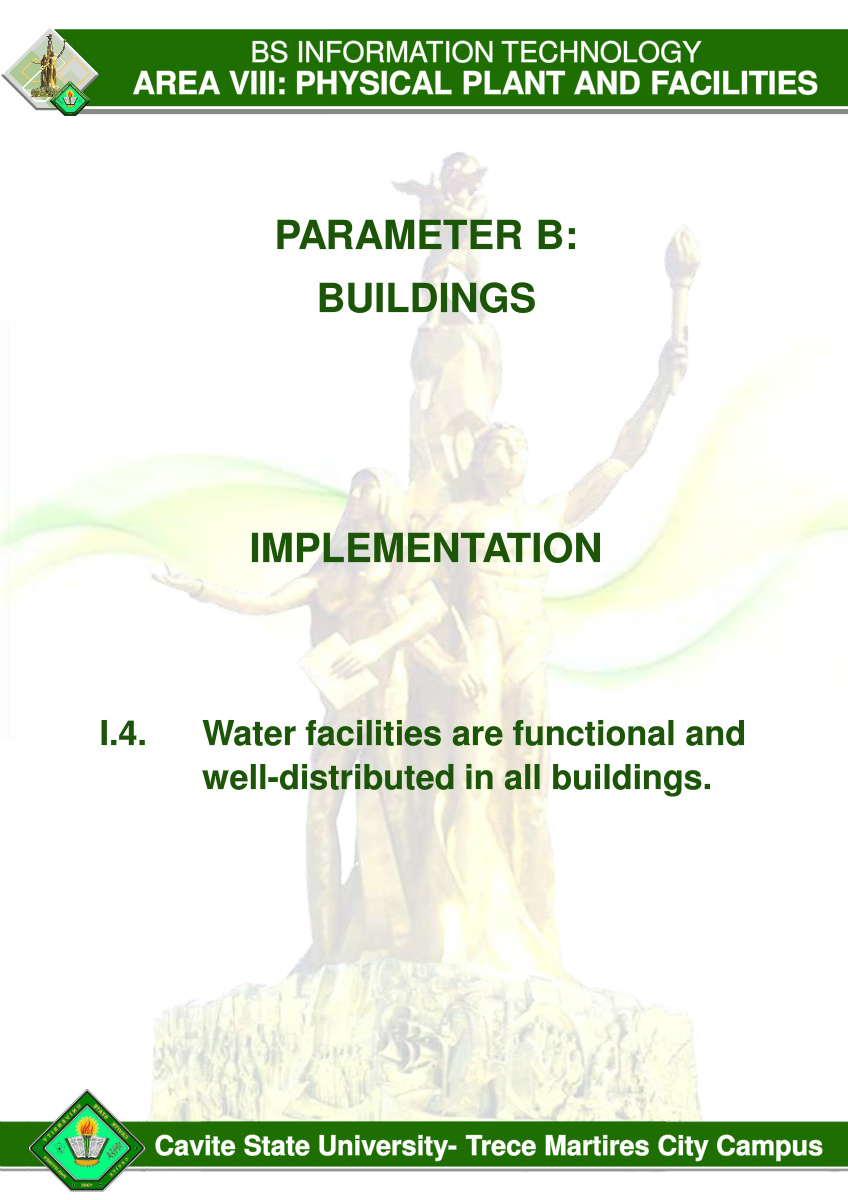 BS INFORMATION TECHNOLOGY
AREA VIII: PHYSICAL PLANT AND FACILITIES
PARAMETER B:
BUILDINGS
IMPLEMENTATION
I.4. Water facilities are functional and
well-distributed in all buildings.
Cavite State University- Trece Martires City Campus